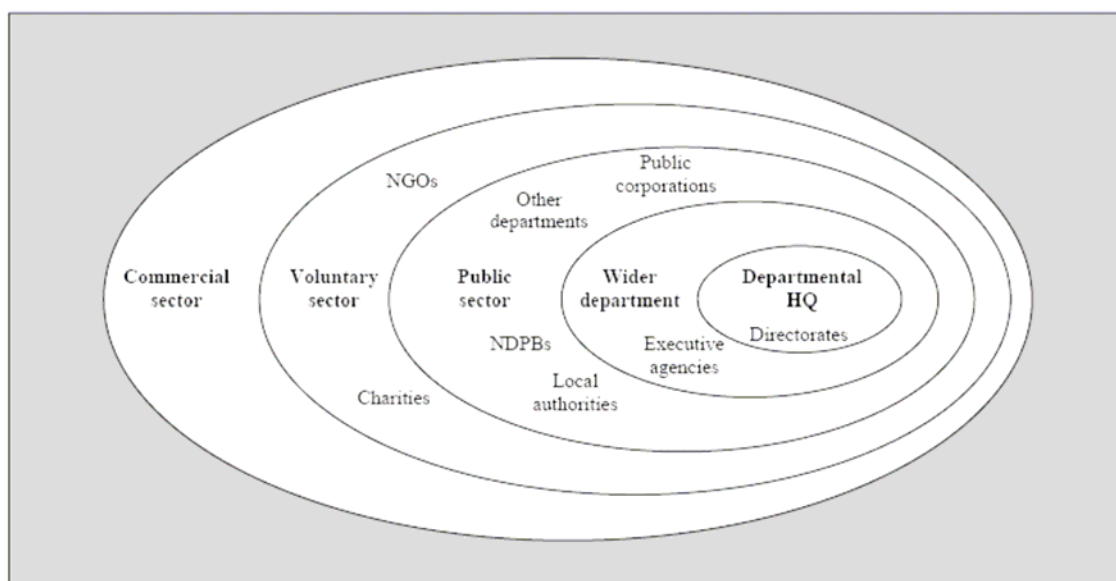 NGOs
Public
corporations
Other
departments
Commercial
sector
Voluntary
sector
Public
sector
Wider
department
Departmental
HQ
Directorates
NDPBs
Executive
agencies
Local
authorities
Charities